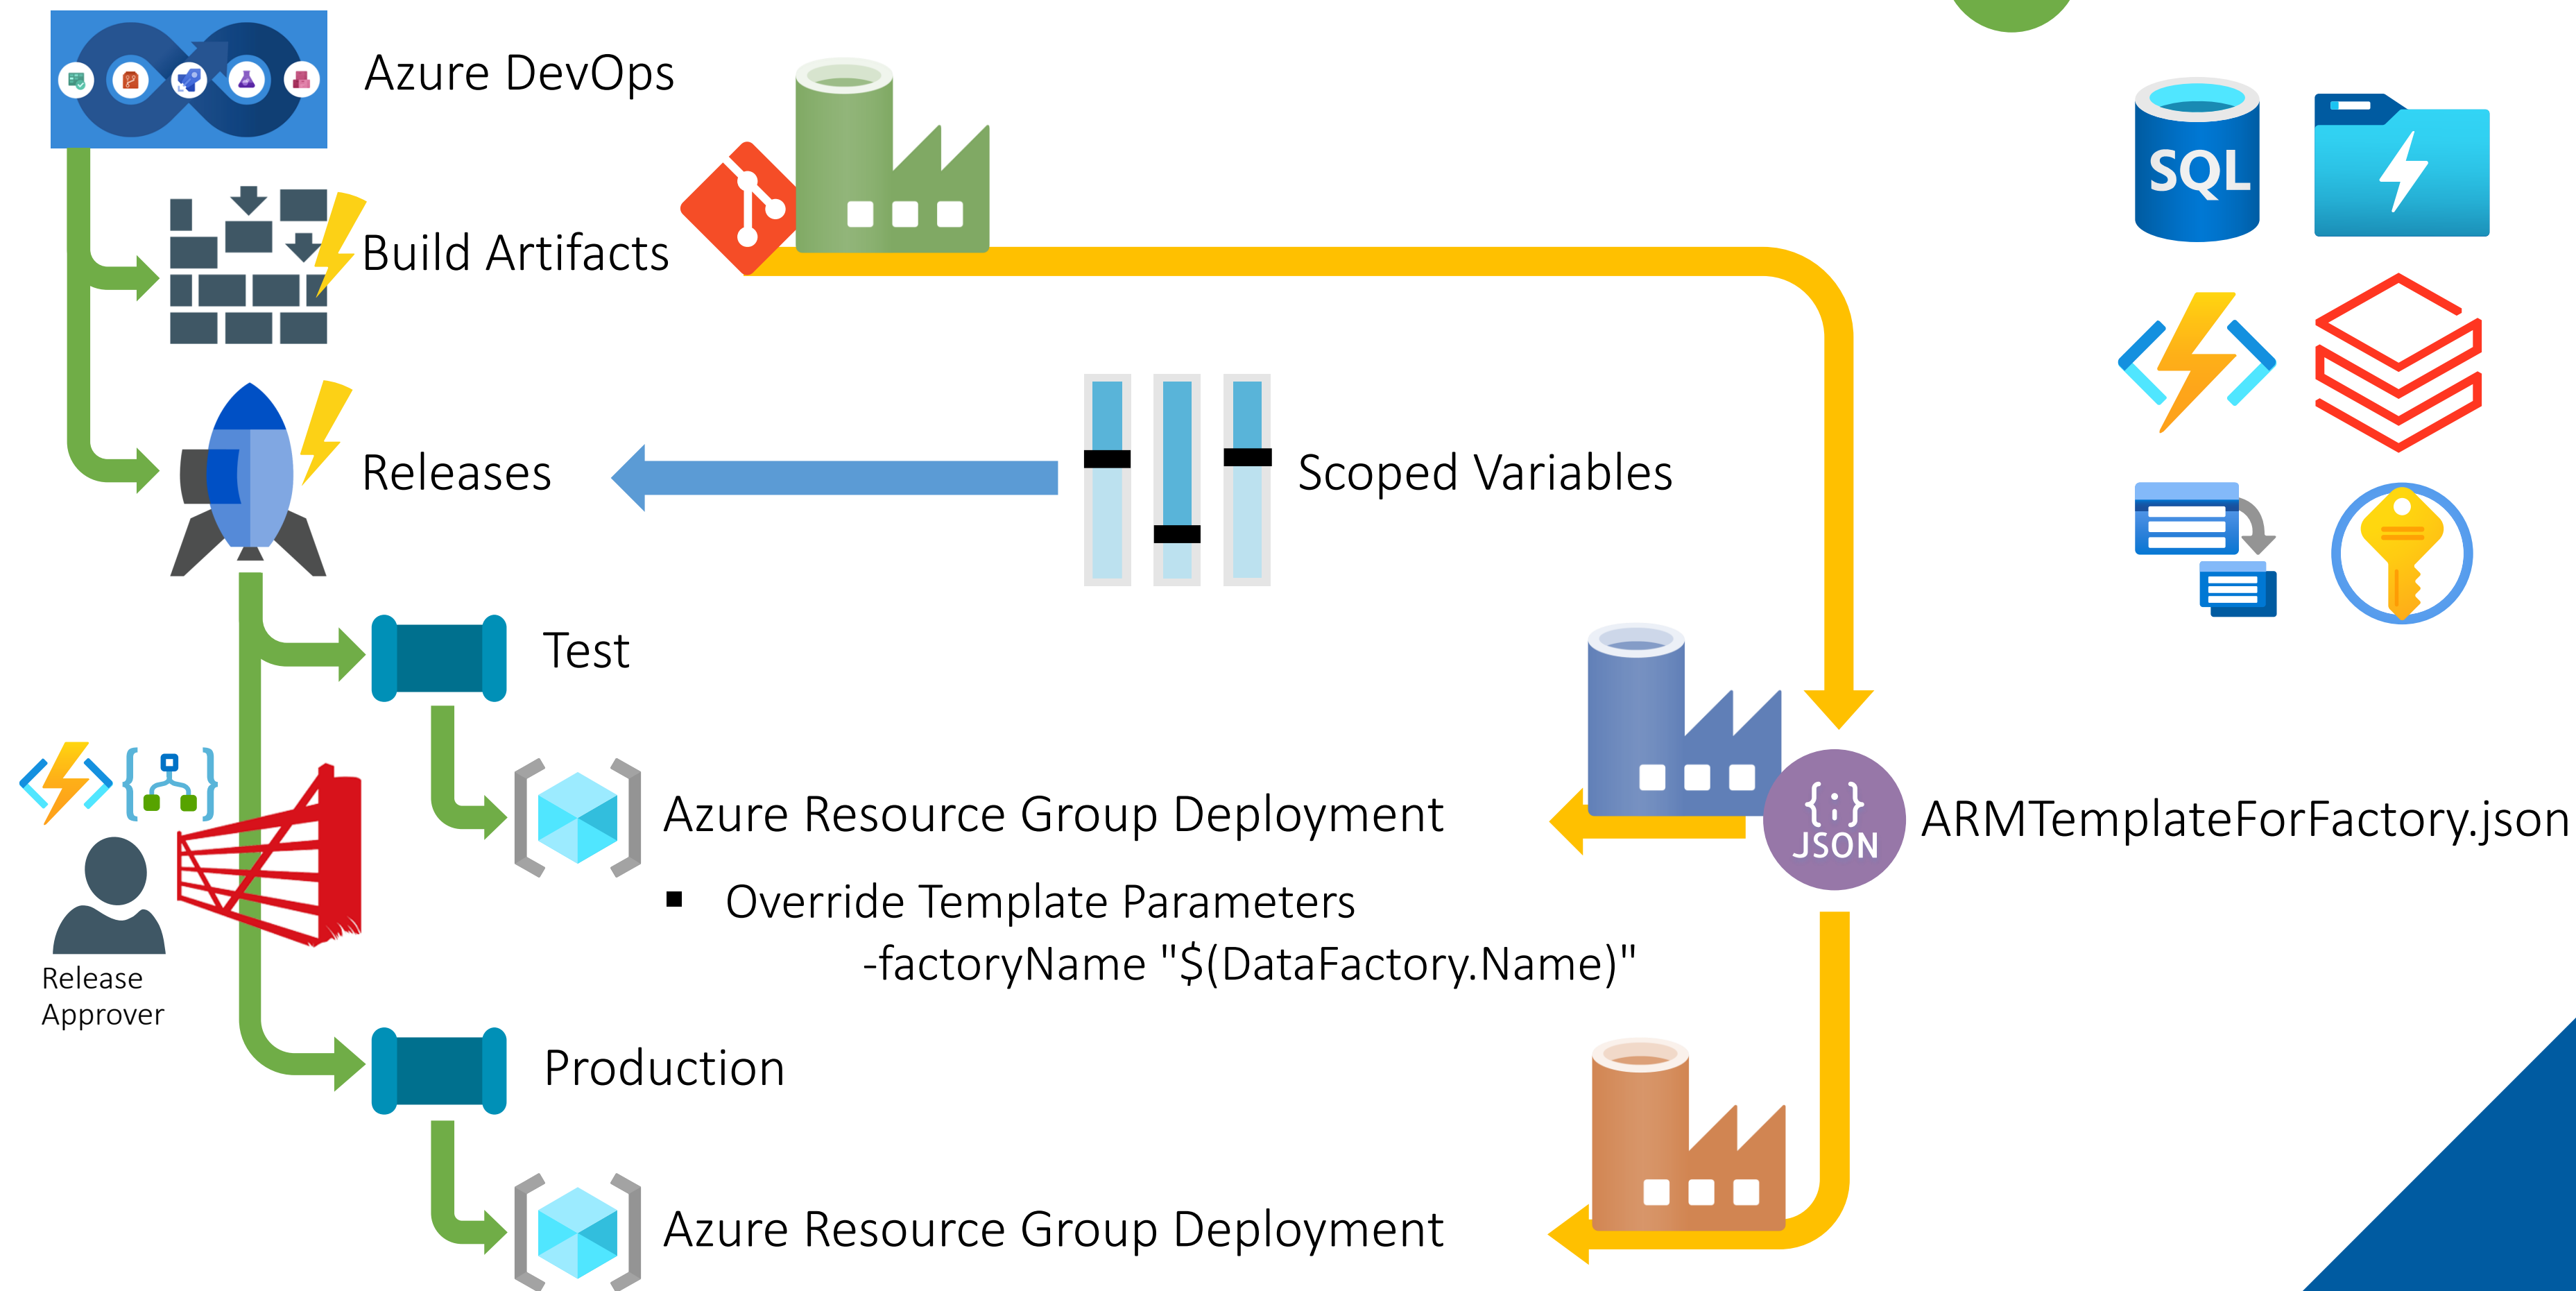 Azure DevOps
Build Artifacts
SQL
Releases
Scoped Variables
Test
Azure Resource Group Deployment
{:}
JSON
ARMTemplateForFactory.json
▪ Override Template Parameters
-factoryName "$(DataFactory.Name)"
Release
Approver
Production
Azure Resource Group Deployment